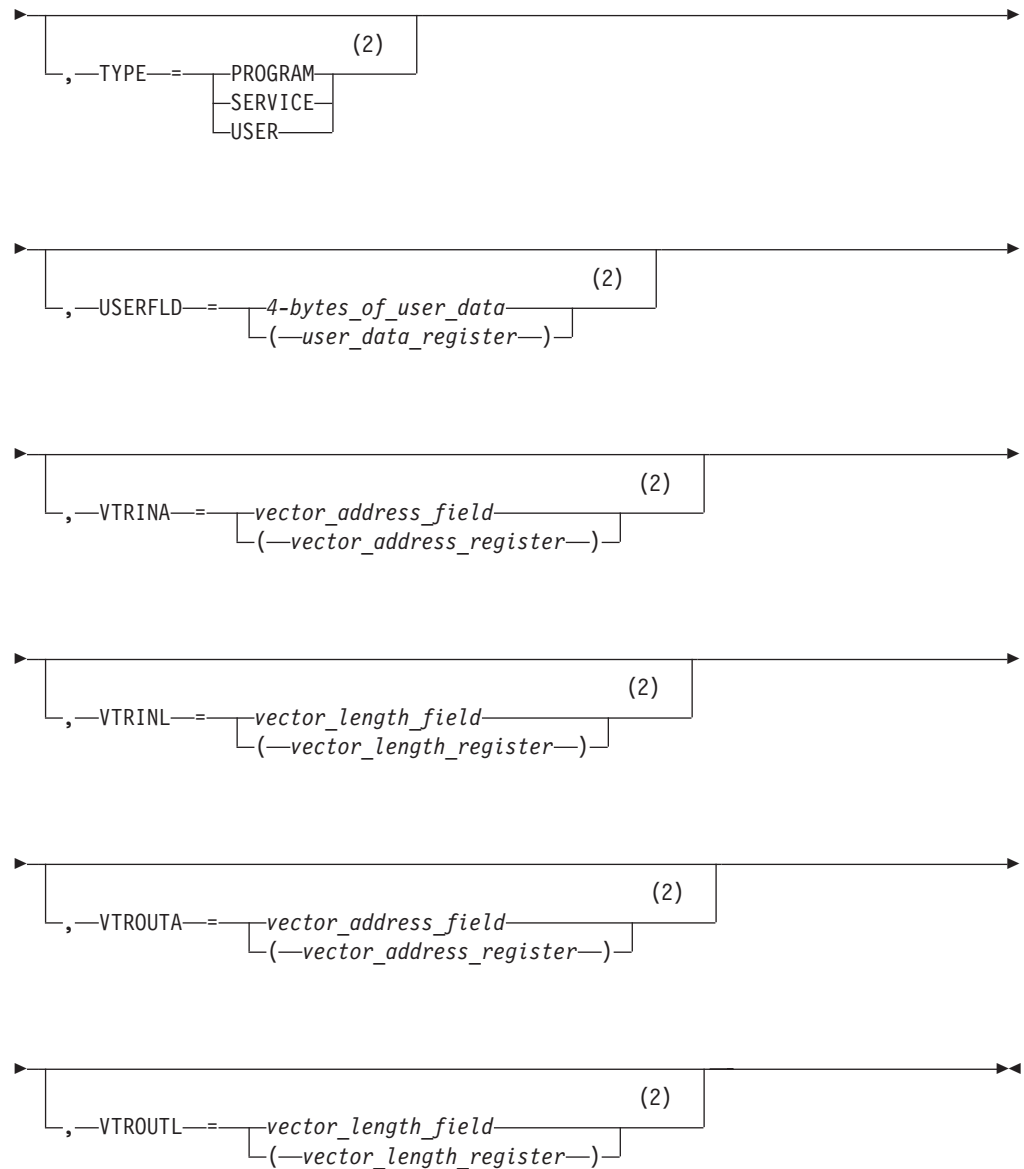 (2)
,—TYPE—=—PROGRAM
SERVICE
USER
(2)
,—USERFLD—=—4-bytes_of_user_data
(—user_data_register—)
(2)
,—VTRINA—=—vector_address_field
(—vector_address_register—)
(2)
,—VTRINL—=—vector_length_field
(—vector_length_register—)
(2)
,—VTROUTA—=—vector_address_field
(—vector_address_register—)
(2)
,—VTROUTL—=—vector_length_field
(—vector_length_register—)